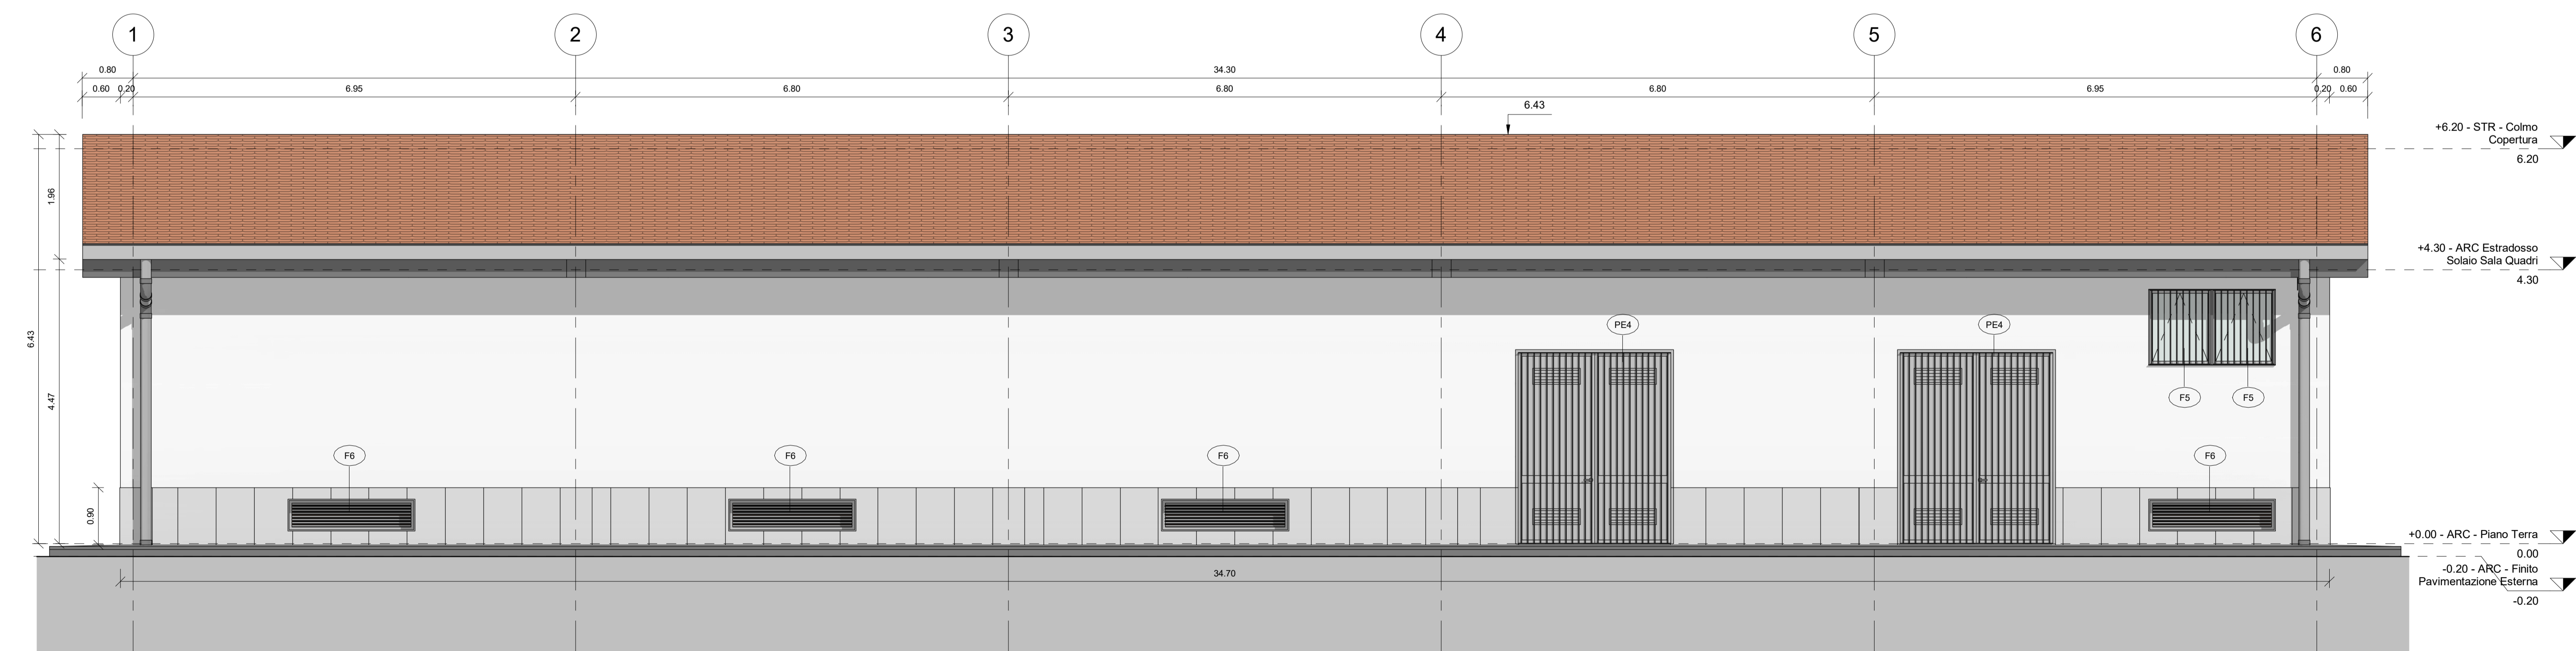 1 2 3 4 5 6
0.80 34.30 0.80
0.60 0.20 6.95 6.80 6.80 6.80 6.95 0.20 0.60
6.43
+6.20 - STR - Colmo
Copertura
6.20
1.96
+4.30 - ARC Estradosso
Solaio Sala Quadri
4.30
6.43
4.47
PE4 PE4
F5 F5
F6 F6 F6 F6
0.90
+0.00 - ARC - Piano Terra
0.00
-0.20 - ARC - Finito
Pavimentazione Esterna
-0.20
34.70